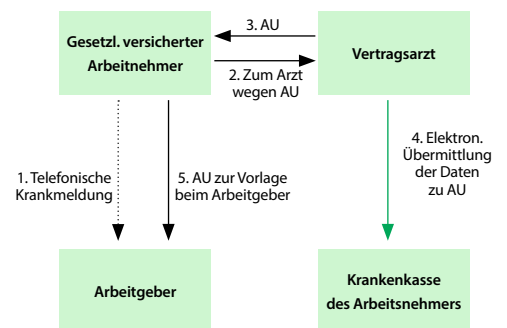 3. AU
Gesetzl. versicherter
Arbeitnehmer
Vertragsarzt
2. Zum Arzt
wegen AU
1. Telefonische
Krankmeldung
5. AU zur Vorlage
beim Arbeitgeber
4. Elektron.
Übermittlung
der Daten
zu AU
Arbeitgeber
Krankenkasse
des Arbeitsnehmers